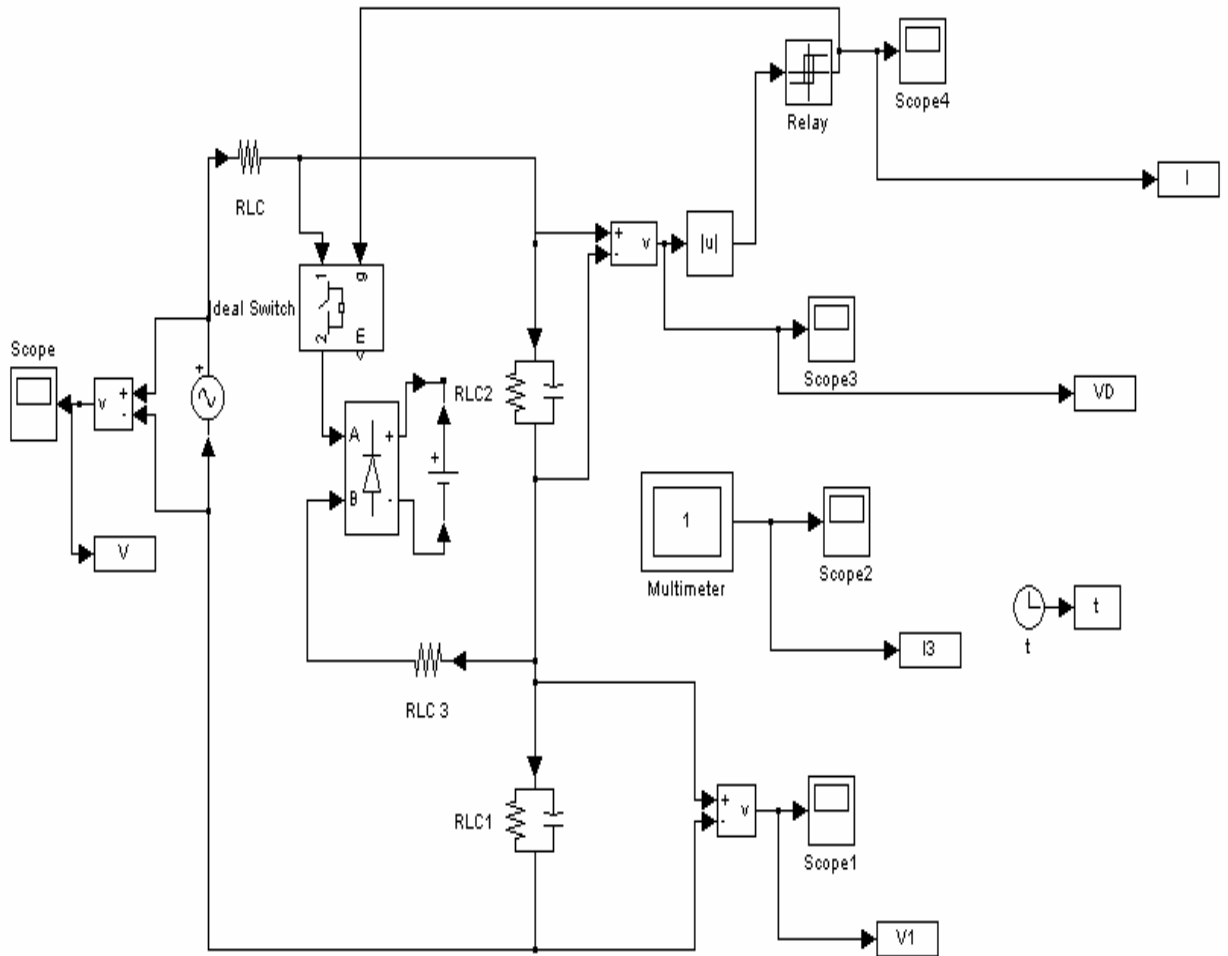 Scope4
Relay
I
RLC
+
-
v
|u|
1
g
Ideal Switch
2
m
Scope
+
-
v
+
Scope3
VD
RLC2
A
+
B
-
+
V
1
Multimeter
Scope2
t
t
I3
RLC 3
+
-
v
RLC1
Scope1
V1